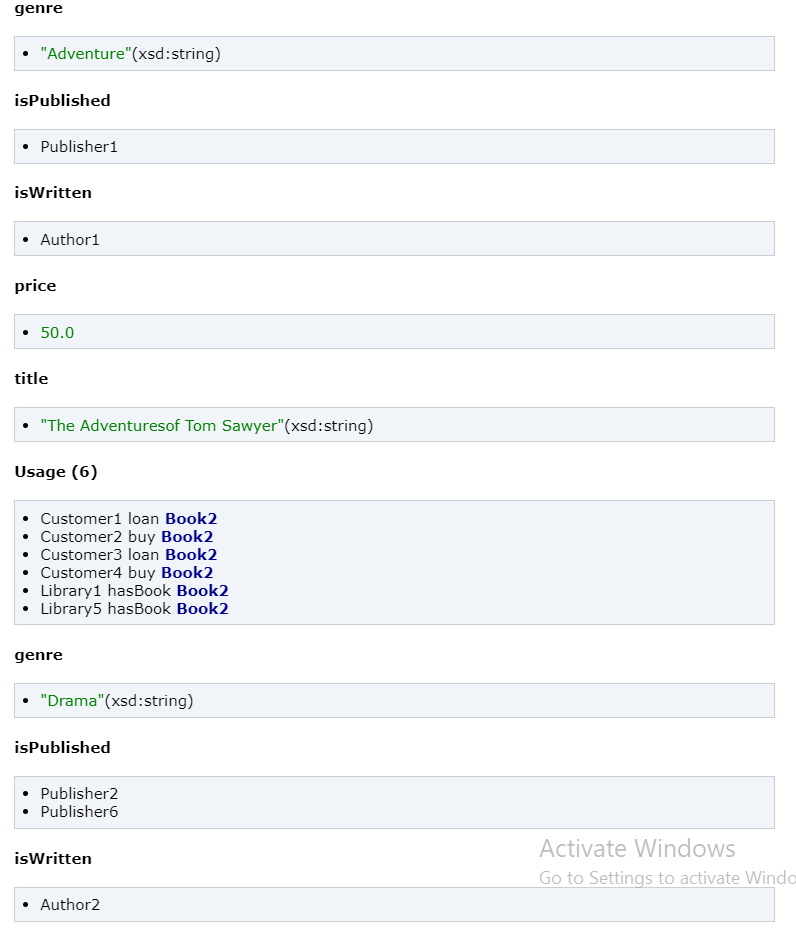 genre
• "Adventure"(xsd:string)
isPublished
• Publisher1
isWritten
• Author1
price
• 50.0
title
• "The Adventuresof Tom Sawyer"(xsd:string)
Usage (6)
• Customer1 loan Book2
• Customer2 buy Book2
• Customer3 loan Book2
• Customer4 buy Book2
• Library1 hasBook Book2
• Library5 hasBook Book2
genre
• "Drama"(xsd:string)
isPublished
• Publisher2
• Publisher6
isWritten
• Author2
Activate Windows
Go to Settings to activate Windo